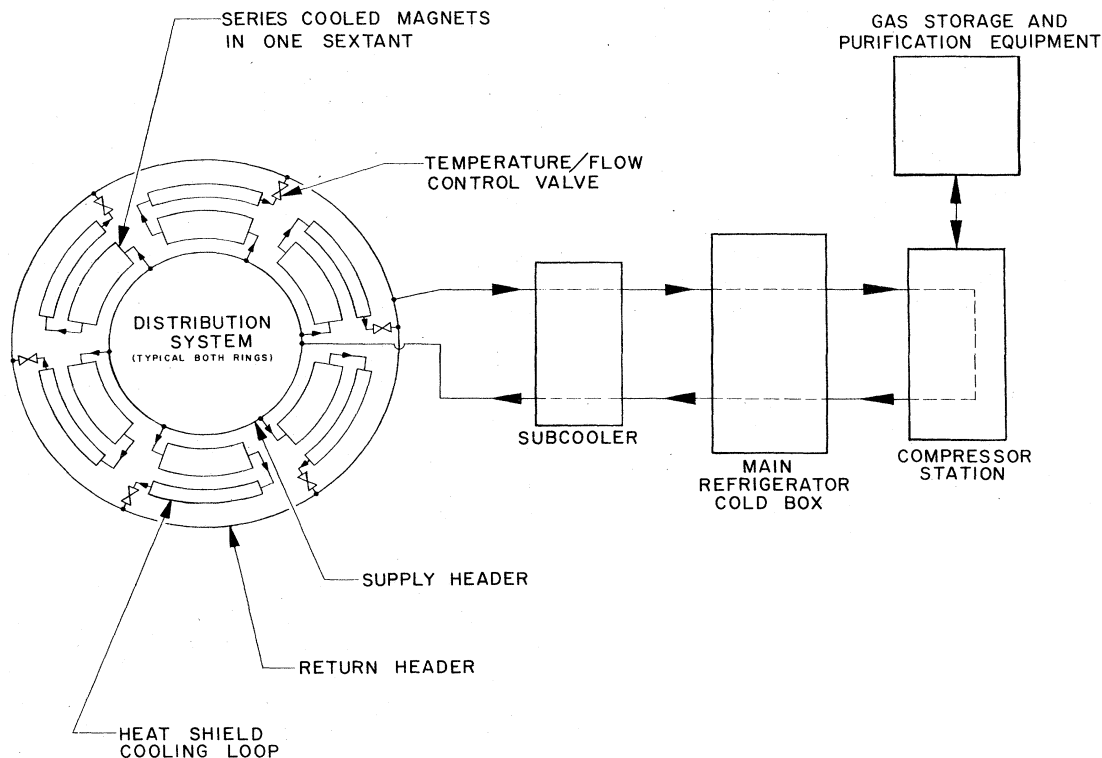 SERIES COOLED MAGNETS
IN ONE SEXTANT
GAS STORAGE AND
PURIFICATION EQUIPMENT
TEMPERATURE/FLOW
CONTROL VALVE
DISTRIBUTION
SYSTEM
(TYPICAL BOTH RINGS)
SUBCOOLER
MAIN
REFRIGERATOR
COLD BOX
COMPRESSOR
STATION
SUPPLY HEADER
RETURN HEADER
HEAT SHIELD
COOLING LOOP